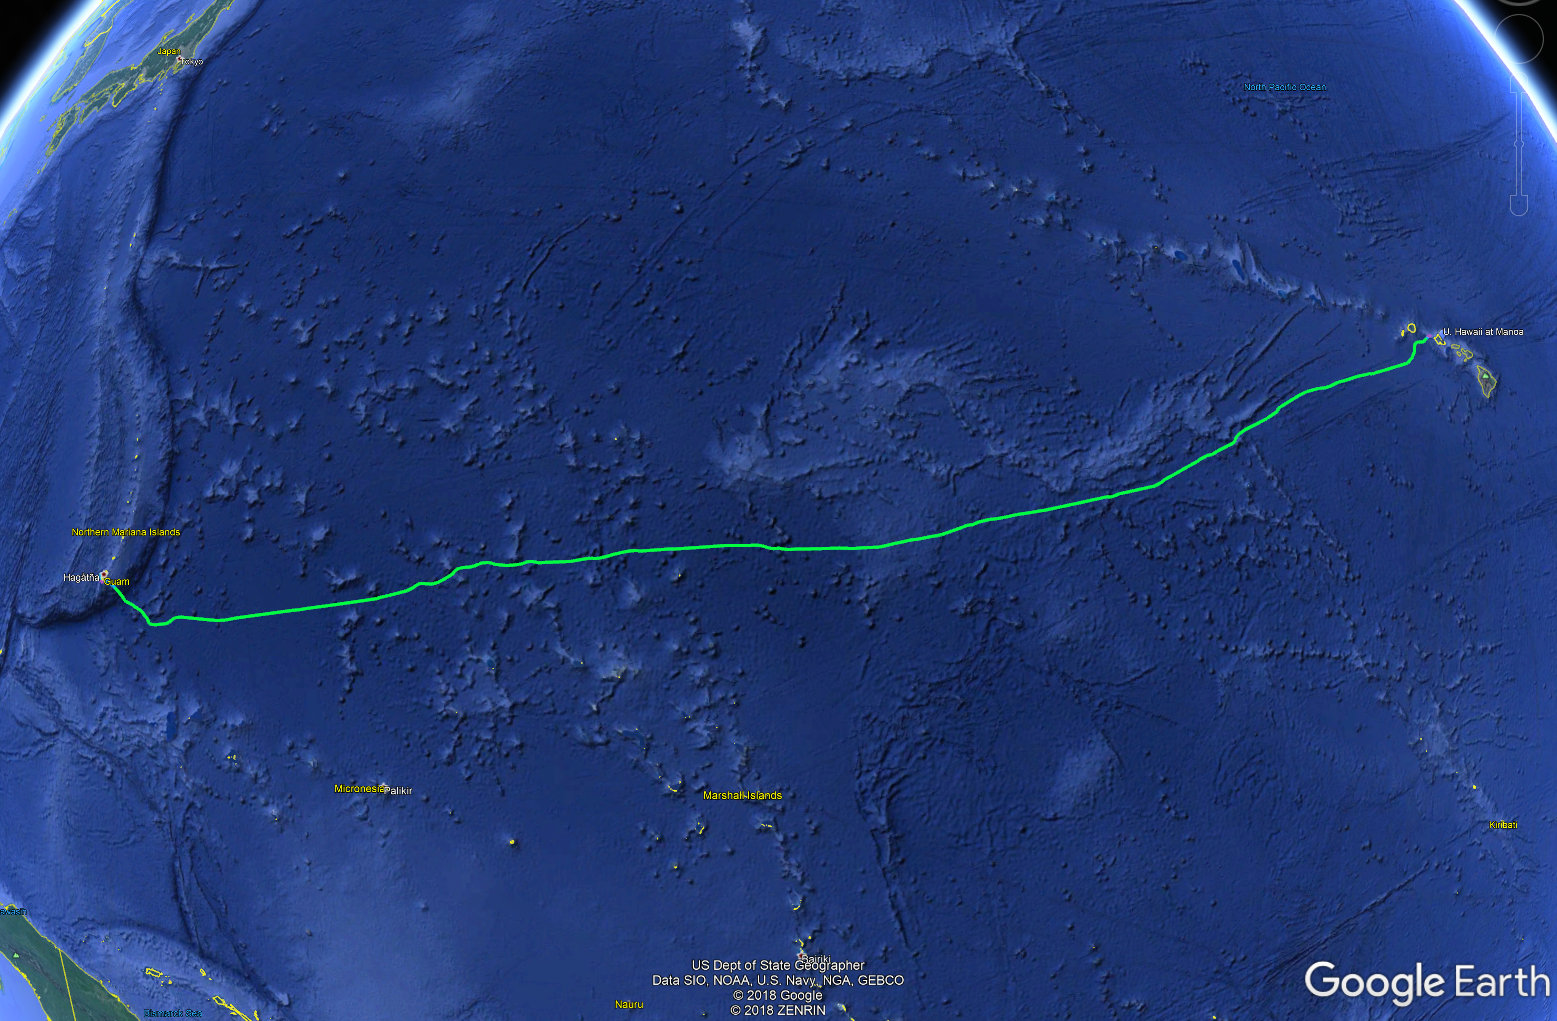 Japan
Tokyo
North Pacific Ocean
U. Hawaii at Manoa
Northern Mariana Islands
Hagåtña
Guam
Micronesia
Palikir
Marshall Islands
Kiribati
Bairiki
US Dept of State Geographer
Data SIO, NOAA, U.S. Navy, NGA, GEBCO
© 2018 Google
© 2018 ZENRIN
Nauru
Bismarck Sea
Google Earth